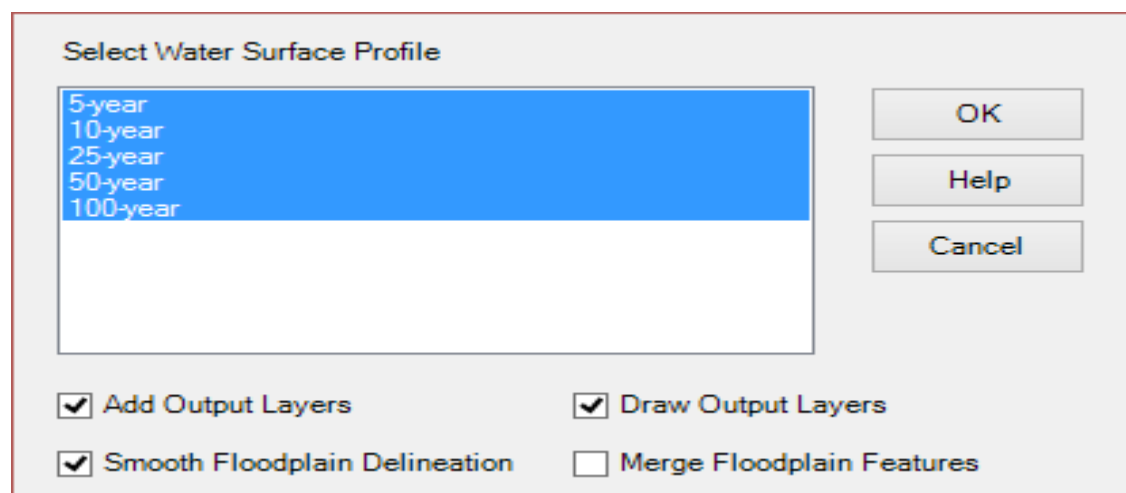 Select Water Surface Profile
5-year
10-year
25-year
50-year
100-year
OK
Help
Cancel
Add Output Layers
Draw Output Layers
Smooth Floodplain Delineation
Merge Floodplain Features